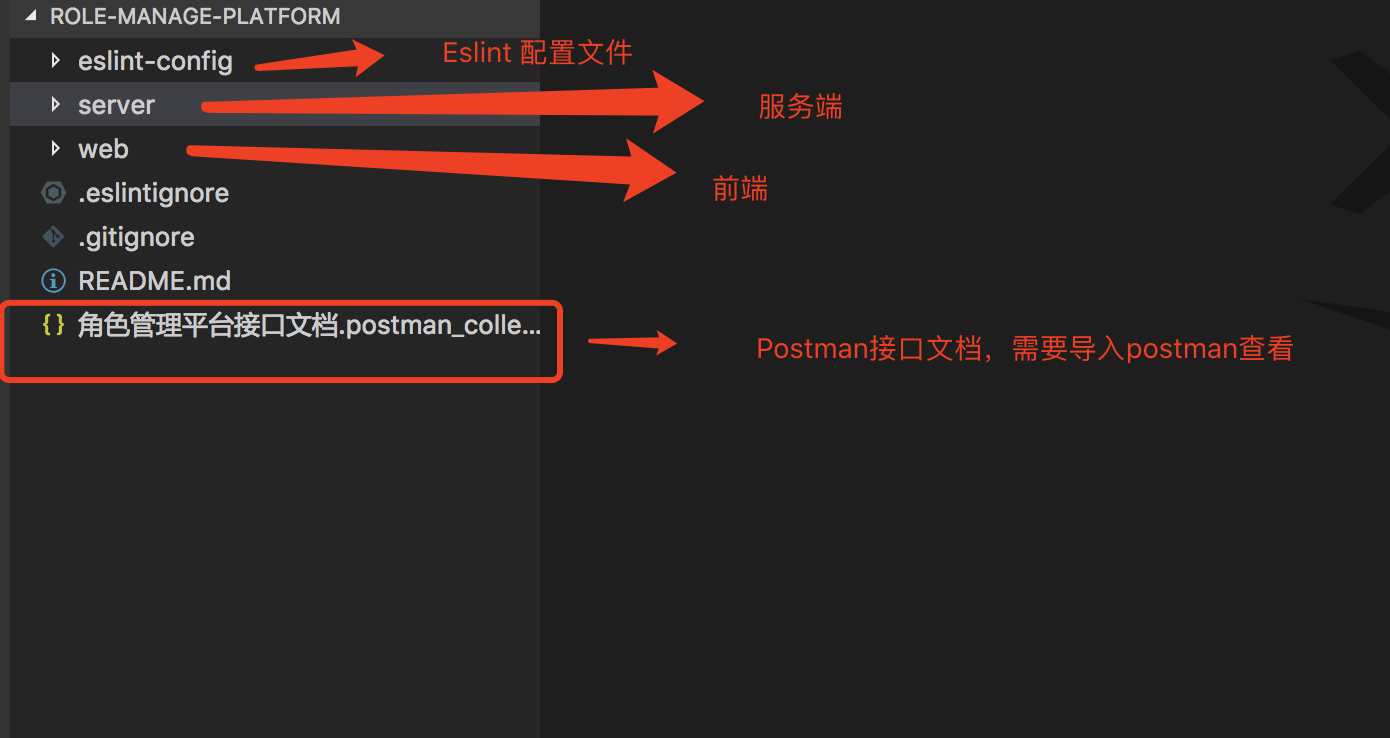 ROLE-MANAGE-PLATFORM
eslint-config
Eslint 配置文件
server
服务端
web
前端
.eslintignore
.gitignore
README.md
角色管理平台接口文档.postman_colle...
Postman接口文档，需要导入postman查看